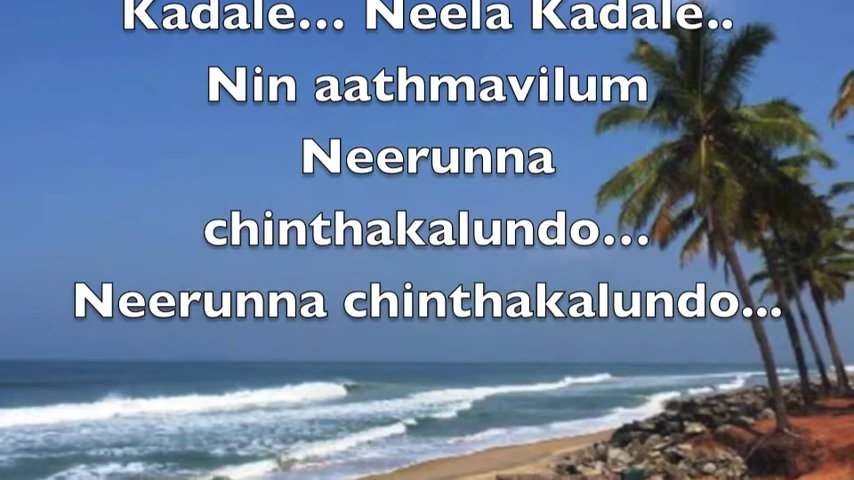 Kadale... Neela Kadale..
Nin aathmavilum
Neerunna
chinthakalundo...
Neerunna chinthakalundo...